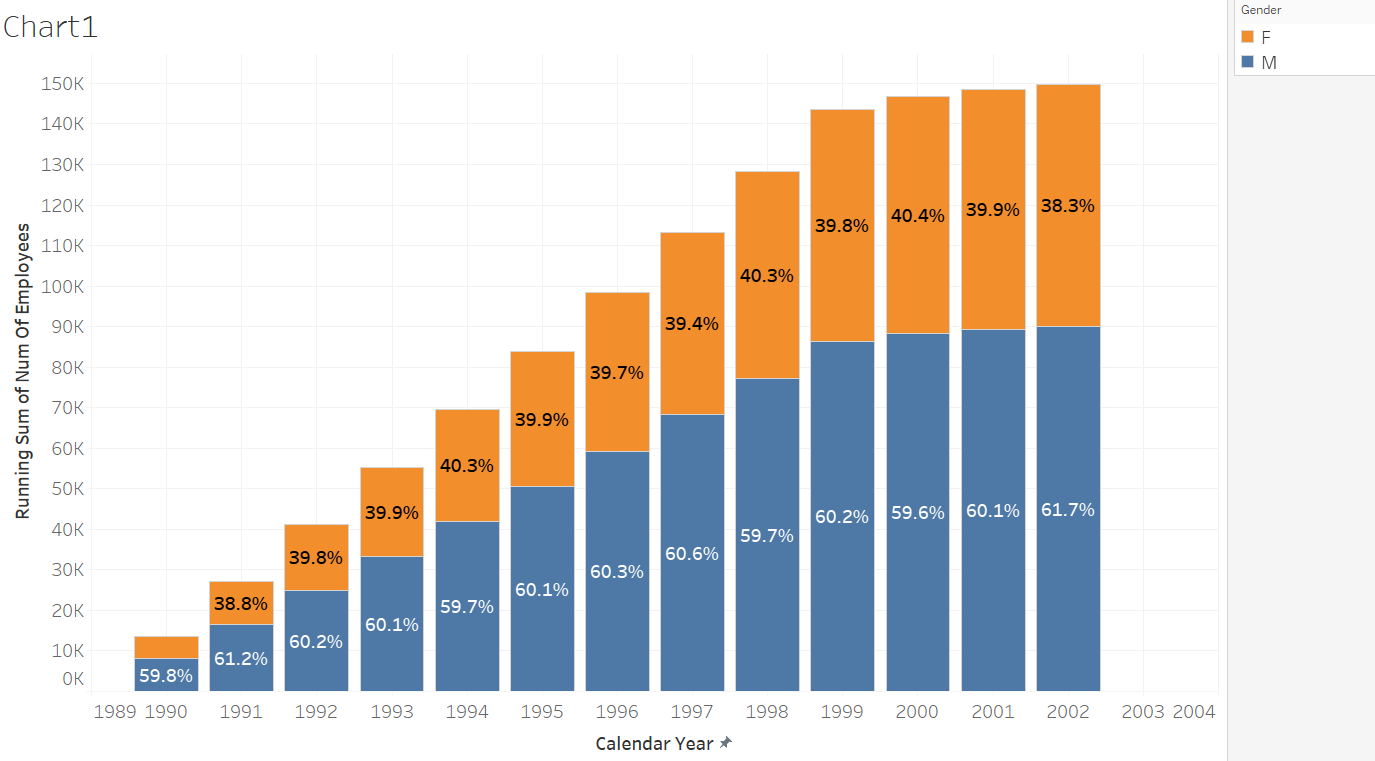 Chart1
Gender
F
M
Running Sum of Num Of Employees
150K
140K
130K
120K
110K
100K
90K
80K
70K
60K
50K
40K
30K
20K
10K
0K
59.8%
38.8%
61.2%
39.8%
60.2%
39.9%
60.1%
40.3%
59.7%
39.9%
60.1%
39.7%
60.3%
39.4%
60.6%
40.3%
59.7%
39.8%
60.2%
40.4%
59.6%
39.9%
60.1%
38.3%
61.7%
1989 1990 1991 1992 1993 1994 1995 1996 1997 1998 1999 2000 2001 2002 2003 2004
Calendar Year